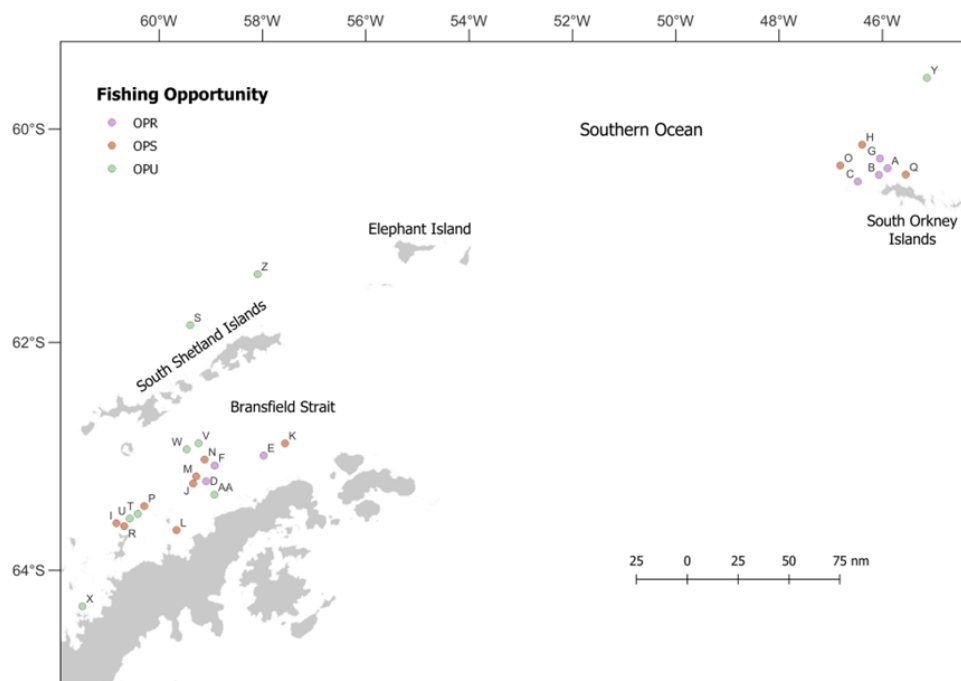 60°W 58°W 56°W 54°W 52°W 50°W 48°W 46°W
Y
Fishing Opportunity
OPR
OPS
OPU
60°S
Southern Ocean
H
G
O
B
A
C
Q
South Orkney
Islands
Elephant Island
Z
S
South Shetland Islands
62°S
Bransfield Strait
W
V
K
N
F
E
M
J
D
AA
P
T
U
I
R
L
64°S
X
25 0 25 50 75 nm